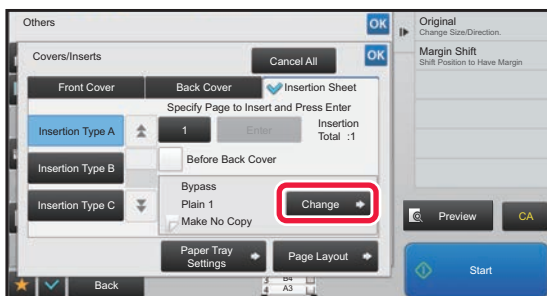 Others
OK
Covers/Inserts
Cancel All
OK
Front Cover
Back Cover
Insertion Sheet
Specify Page to Insert and Press Enter
Insertion Type A
1
Enter
Insertion
Total :1
Before Back Cover
Insertion Type B
Bypass
Plain 1
Make No Copy
Change
Insertion Type C
Paper Tray
Settings
Page Layout
Back
3 B4
4 A3
Original
Change Size/Direction.
Margin Shift
Shift Position to Have Margin
Preview
CA
Start